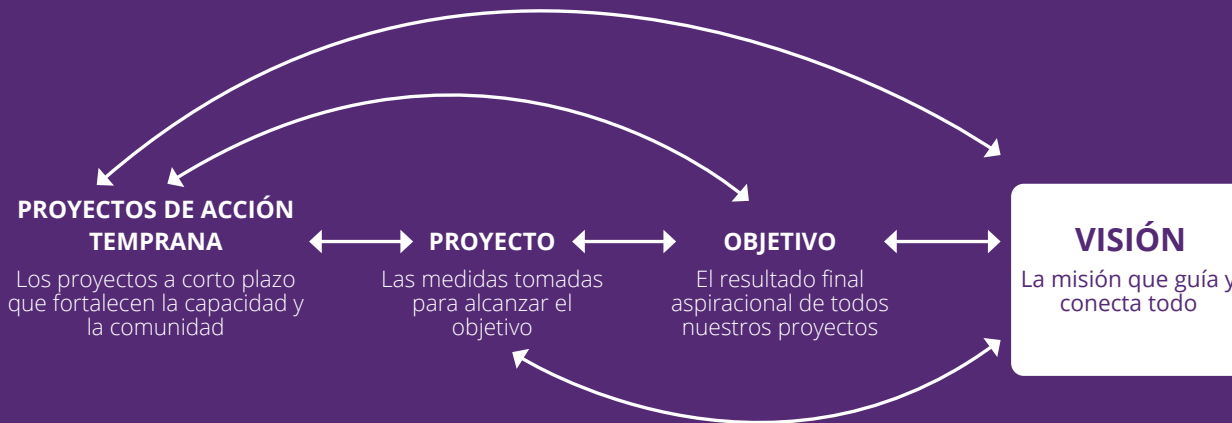 PROYECTOS DE ACCIÓN
TEMPRANA
Los proyectos a corto plazo
que fortalecen la capacidad y
la comunidad
PROYECTO
Las medidas tomadas
para alcanzar el
objetivo
OBJETIVO
El resultado final
aspiracional de todos
nuestros proyectos
VISIÓN
La misión que guía y
conecta todo